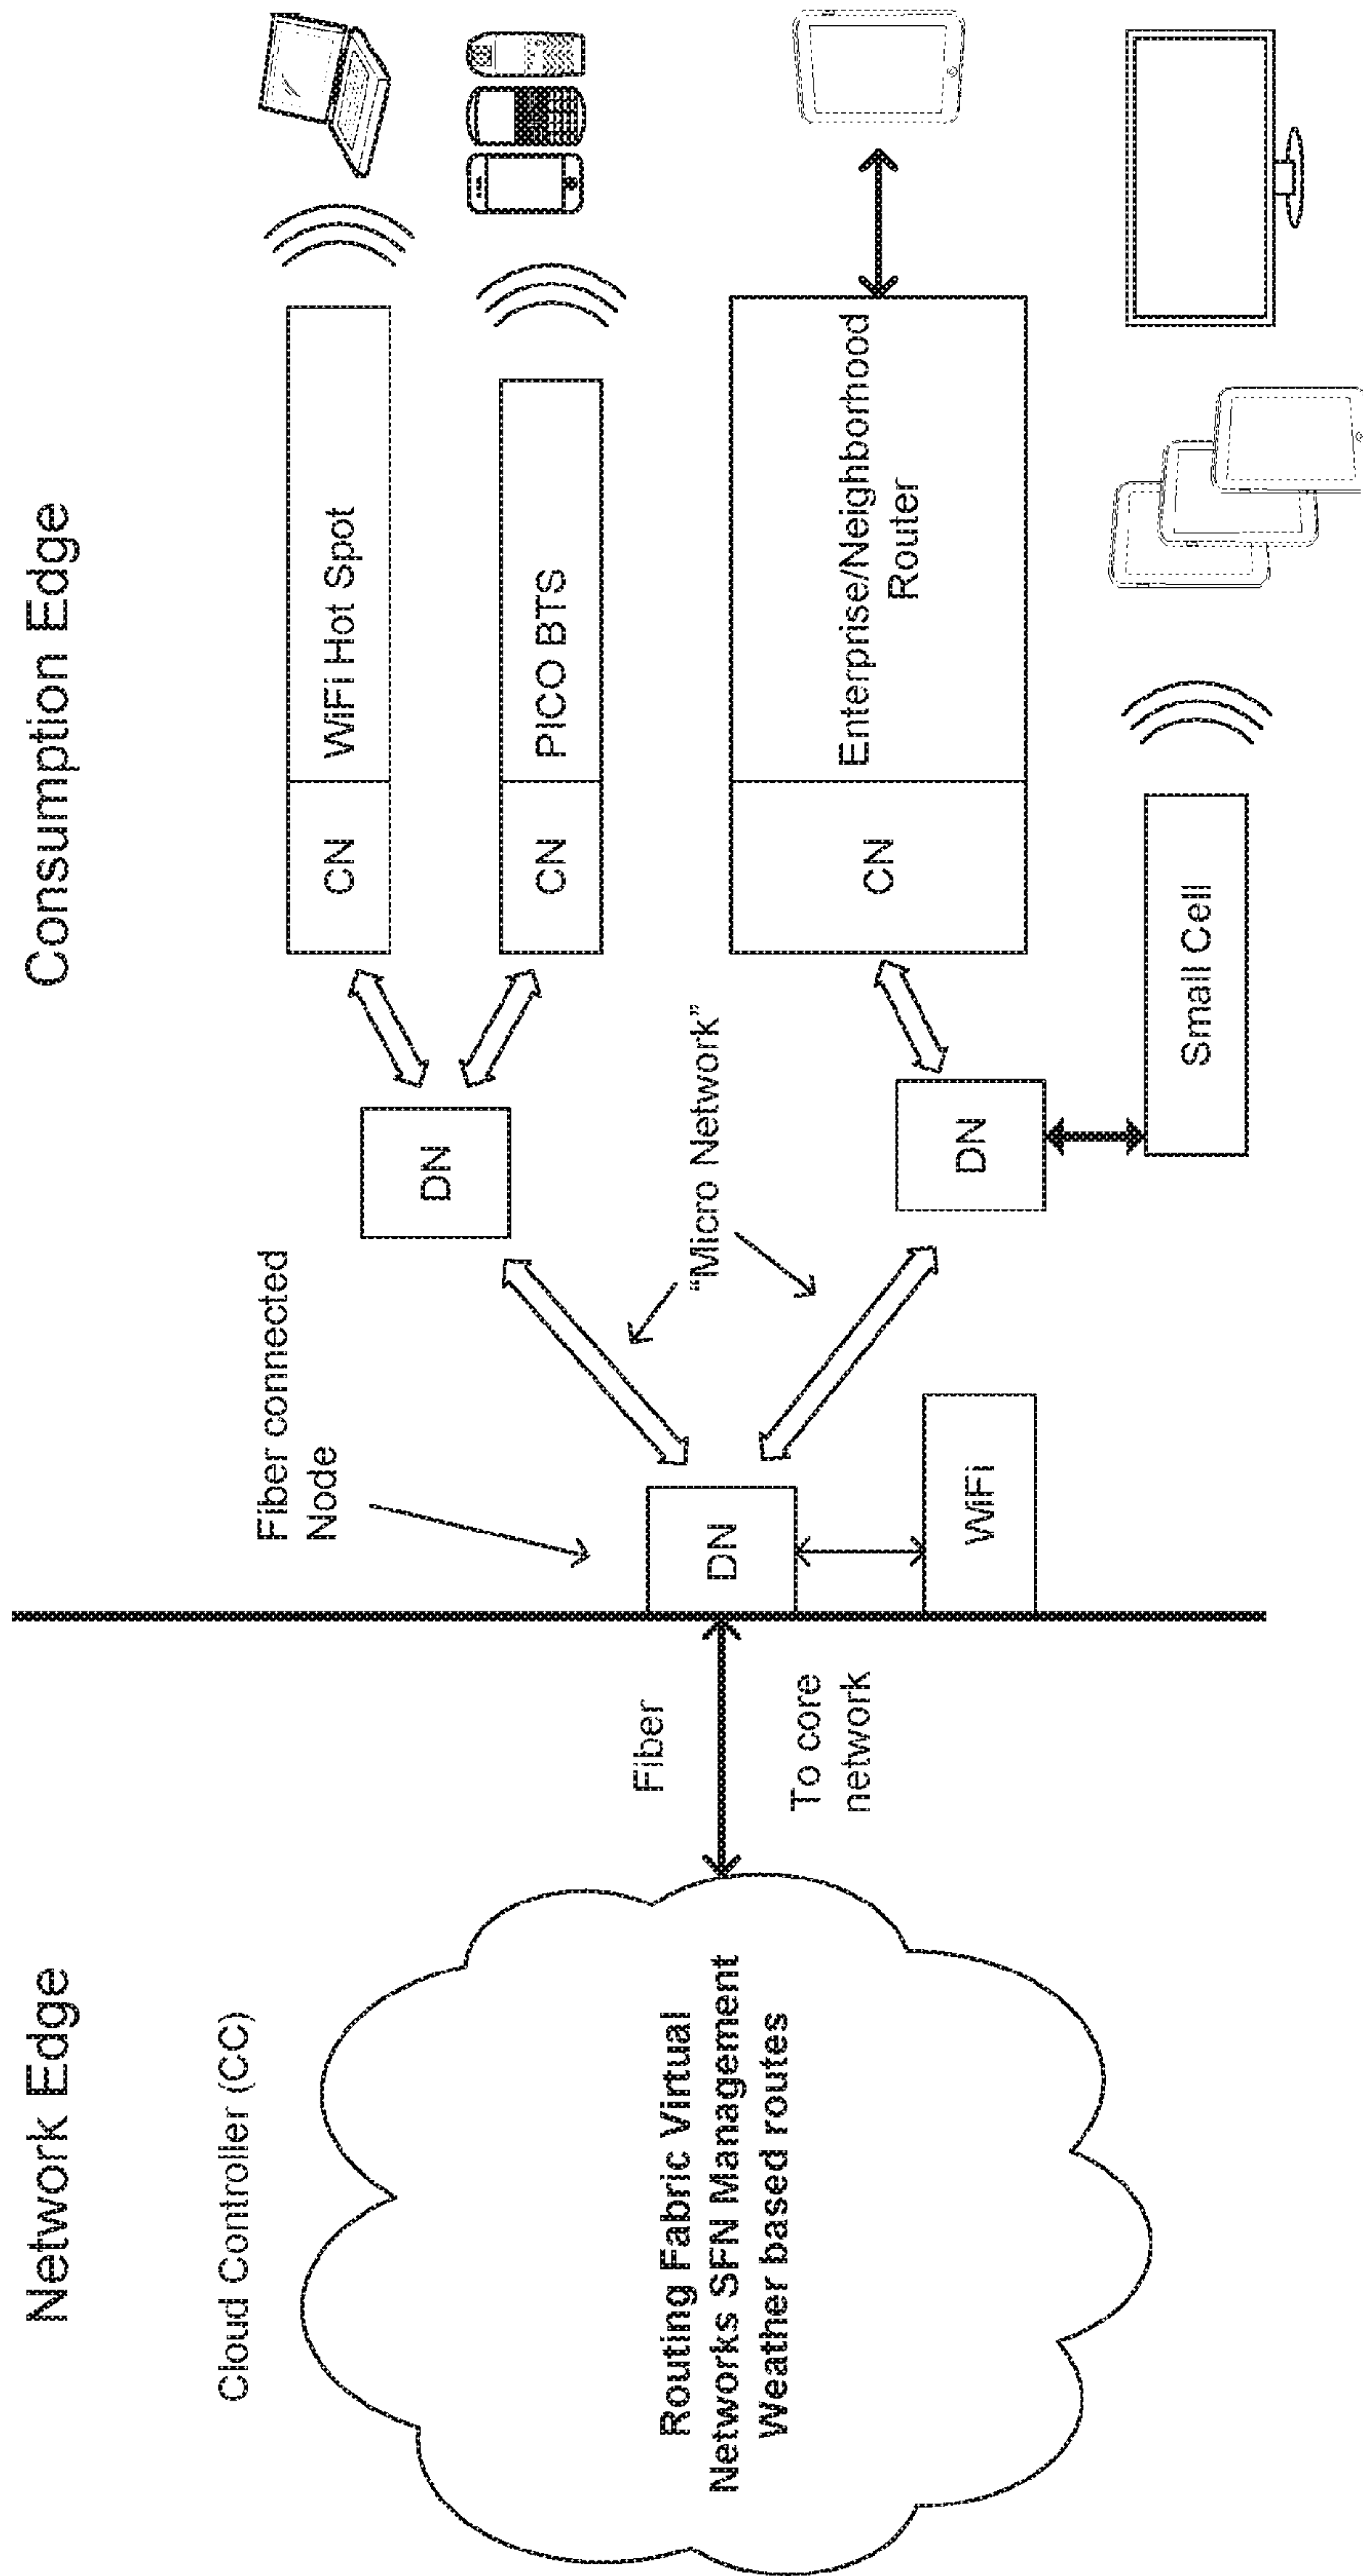 Network Edge
Consumption Edge
Cloud Controller (CC)
Routing Fabric Virtual
Networks SFN Management
Weather based routes
Fiber
To core
network
Fiber connected
Node
DN
WiFi
"Micro Network"
DN
DN
CN
WiFi Hot Spot
CN
PICO BTS
CN
Enterprise/Neighborhood
Router
Small Cell